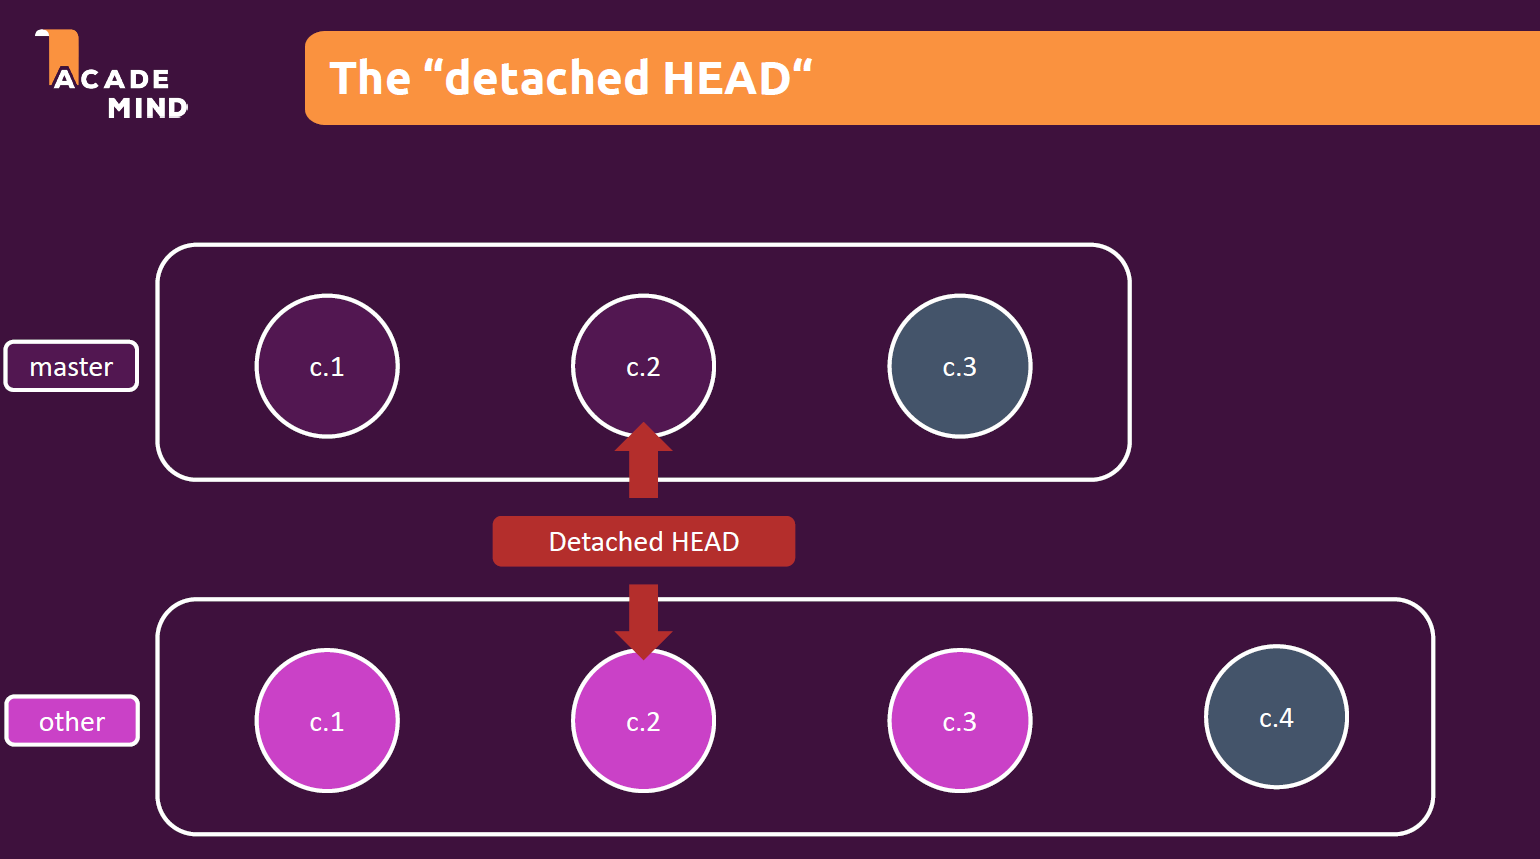 ACADE
MIND
The “detached HEAD“
master
c.1
c.2
c.3
Detached HEAD
other
c.1
c.2
c.3
c.4